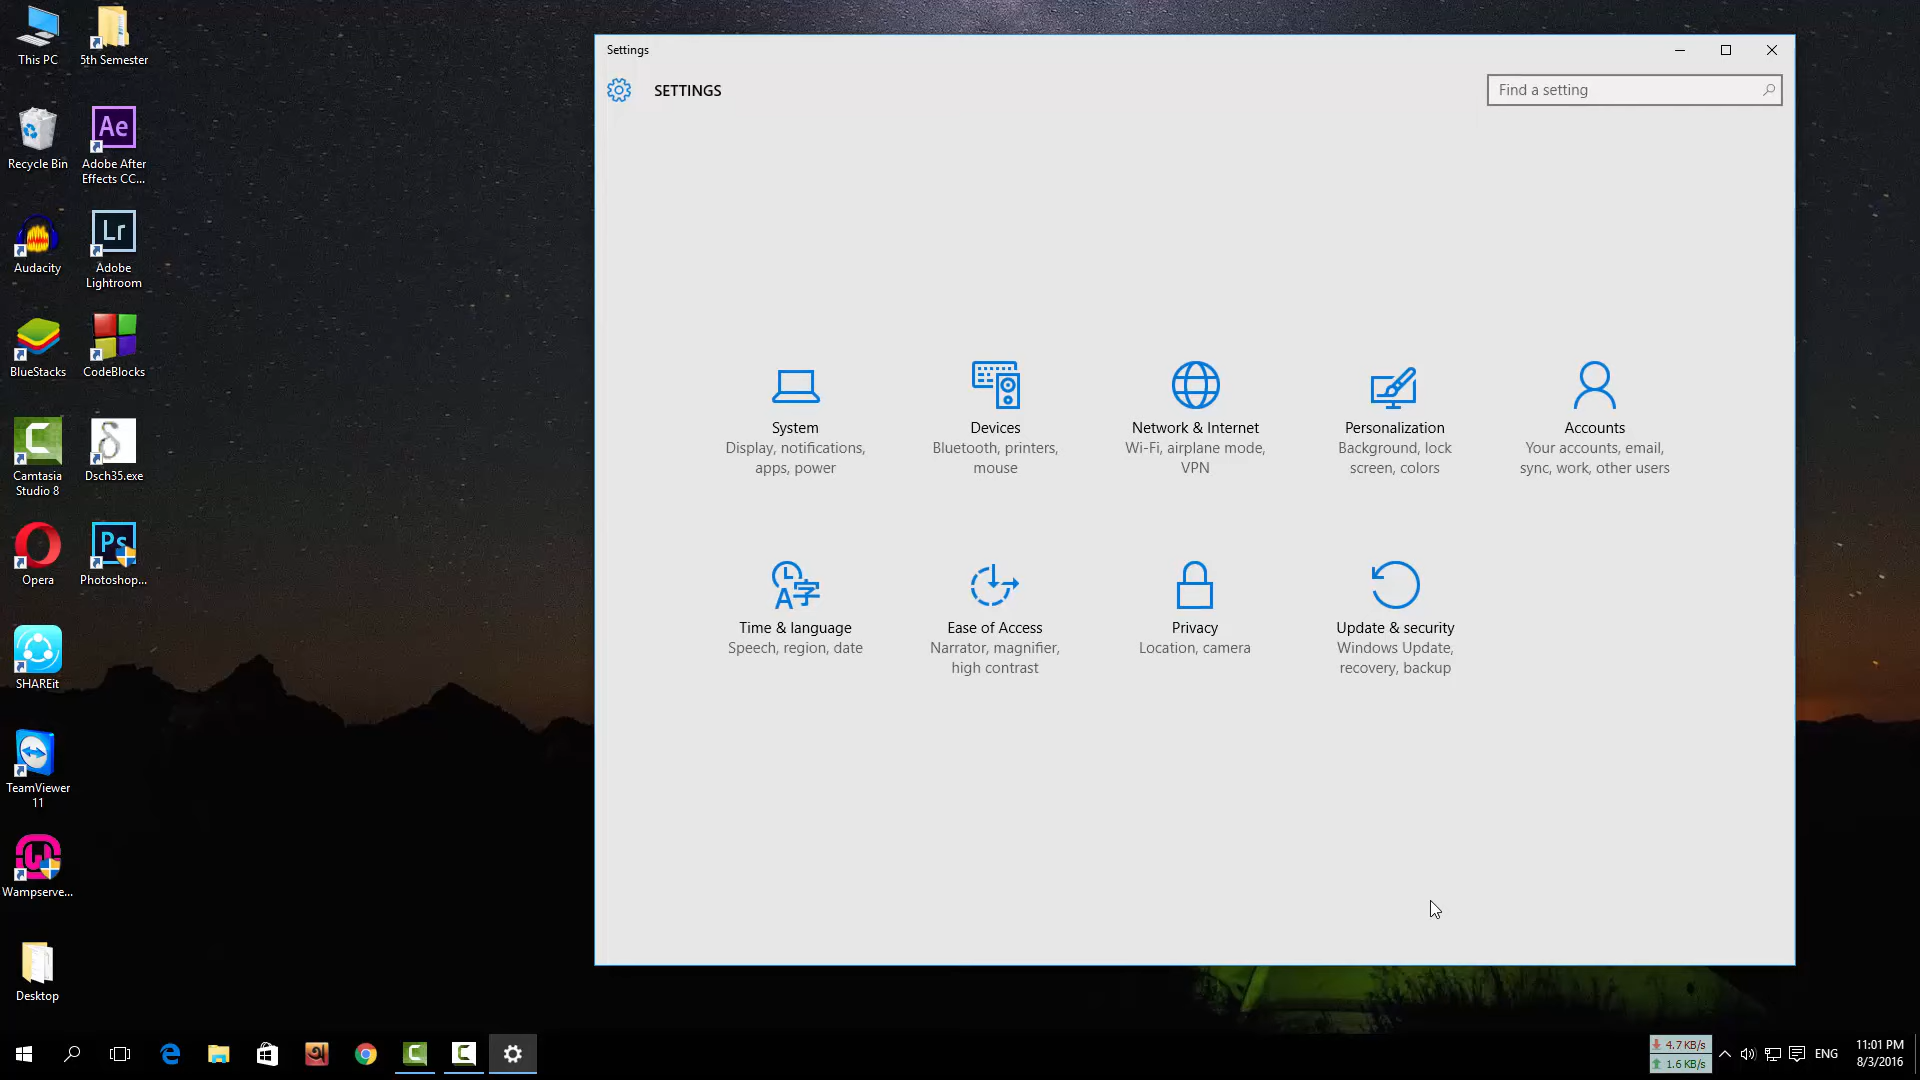 This PC
5th Semester
Recycle Bin
Ae
Adobe After
Effects CC...
Audacity
Lr
Adobe
Lightroom
BlueStacks
CodeBlocks
Camtasia
Studio 8
Dsch35.exe
Opera
Ps
Photoshop...
SHAREit
TeamViewer
11
Wampserve...
Desktop
Settings
SETTINGS
Find a setting
System
Display, notifications,
apps, power
Devices
Bluetooth, printers,
mouse
Network & Internet
Wi-Fi, airplane mode,
VPN
Personalization
Background, lock
screen, colors
Accounts
Your accounts, email,
sync, work, other users
Time & language
Speech, region, date
Ease of Access
Narrator, magnifier,
high contrast
Privacy
Location, camera
Update & security
Windows Update,
recovery, backup
4.7 KB/s
1.6 KB/s
ENG
11:01 PM
8/3/2016